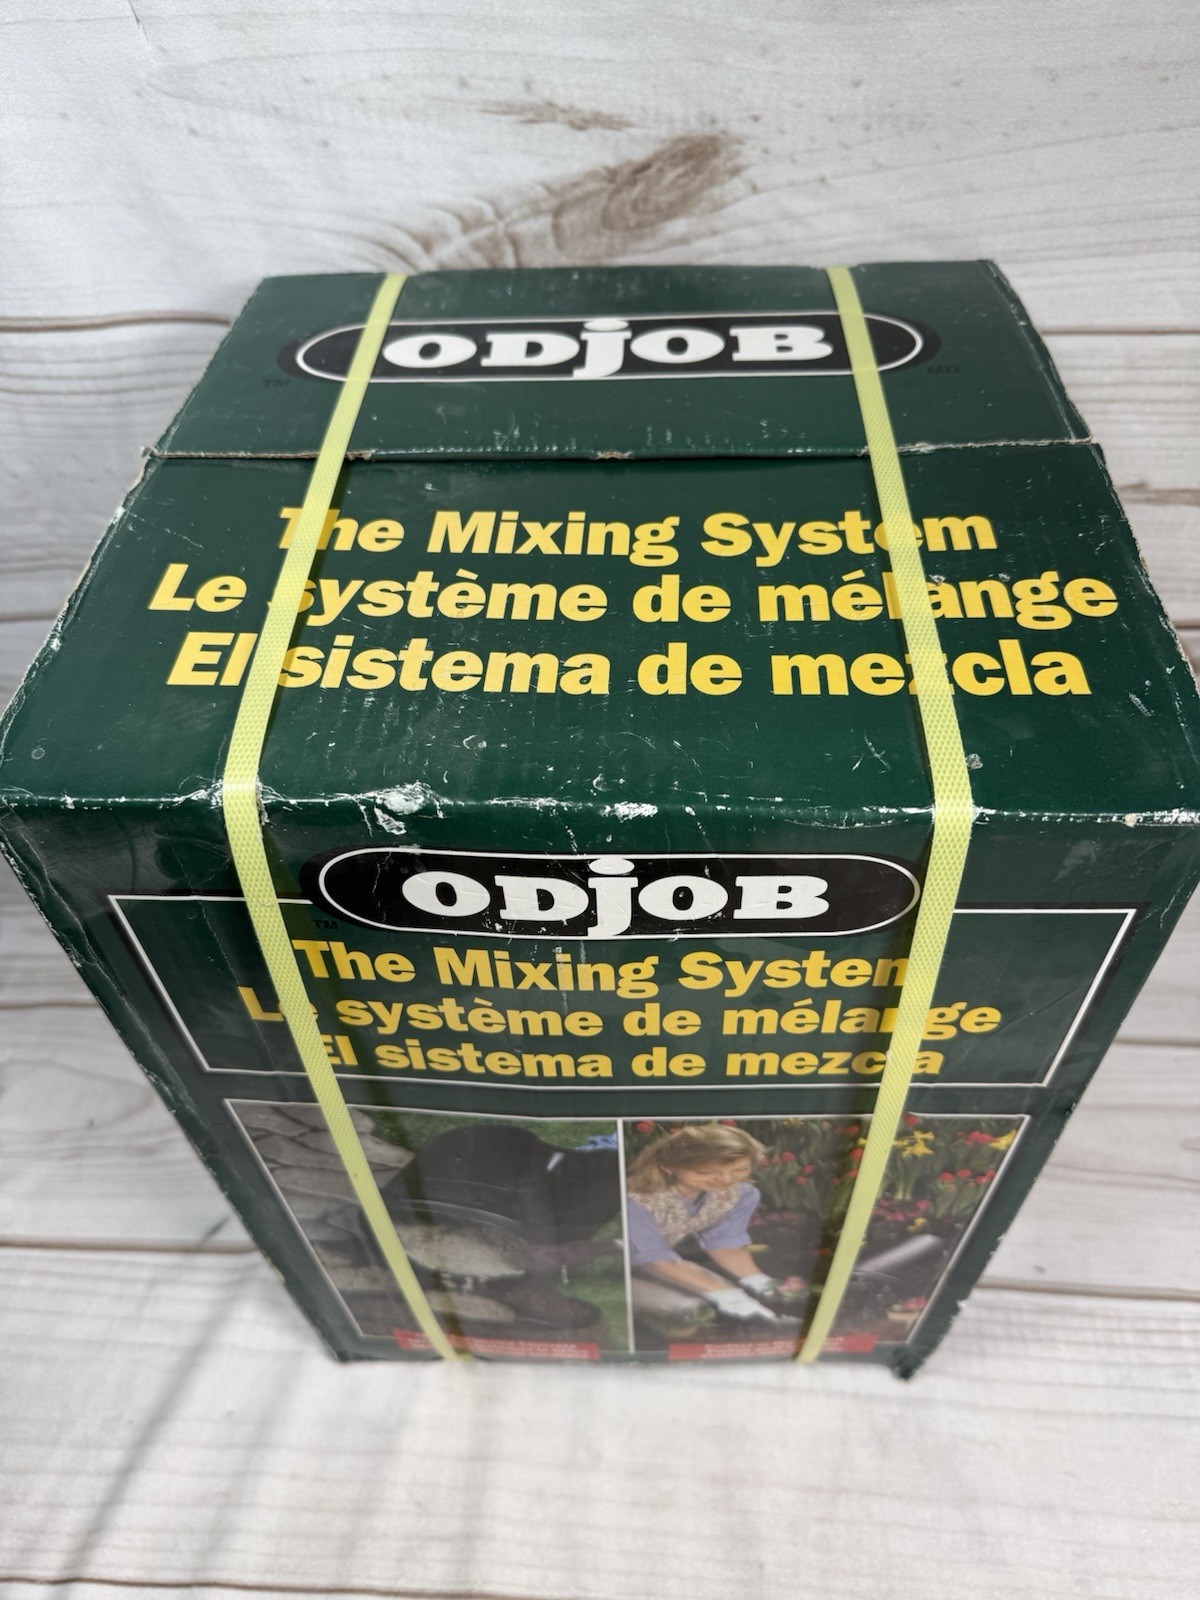 ODjOB
TM
MD
The Mixing System
Le système de mélange
El sistema de mezcla
ODjOB
TM
The Mixing System
Le système de mélange
El sistema de mezcla